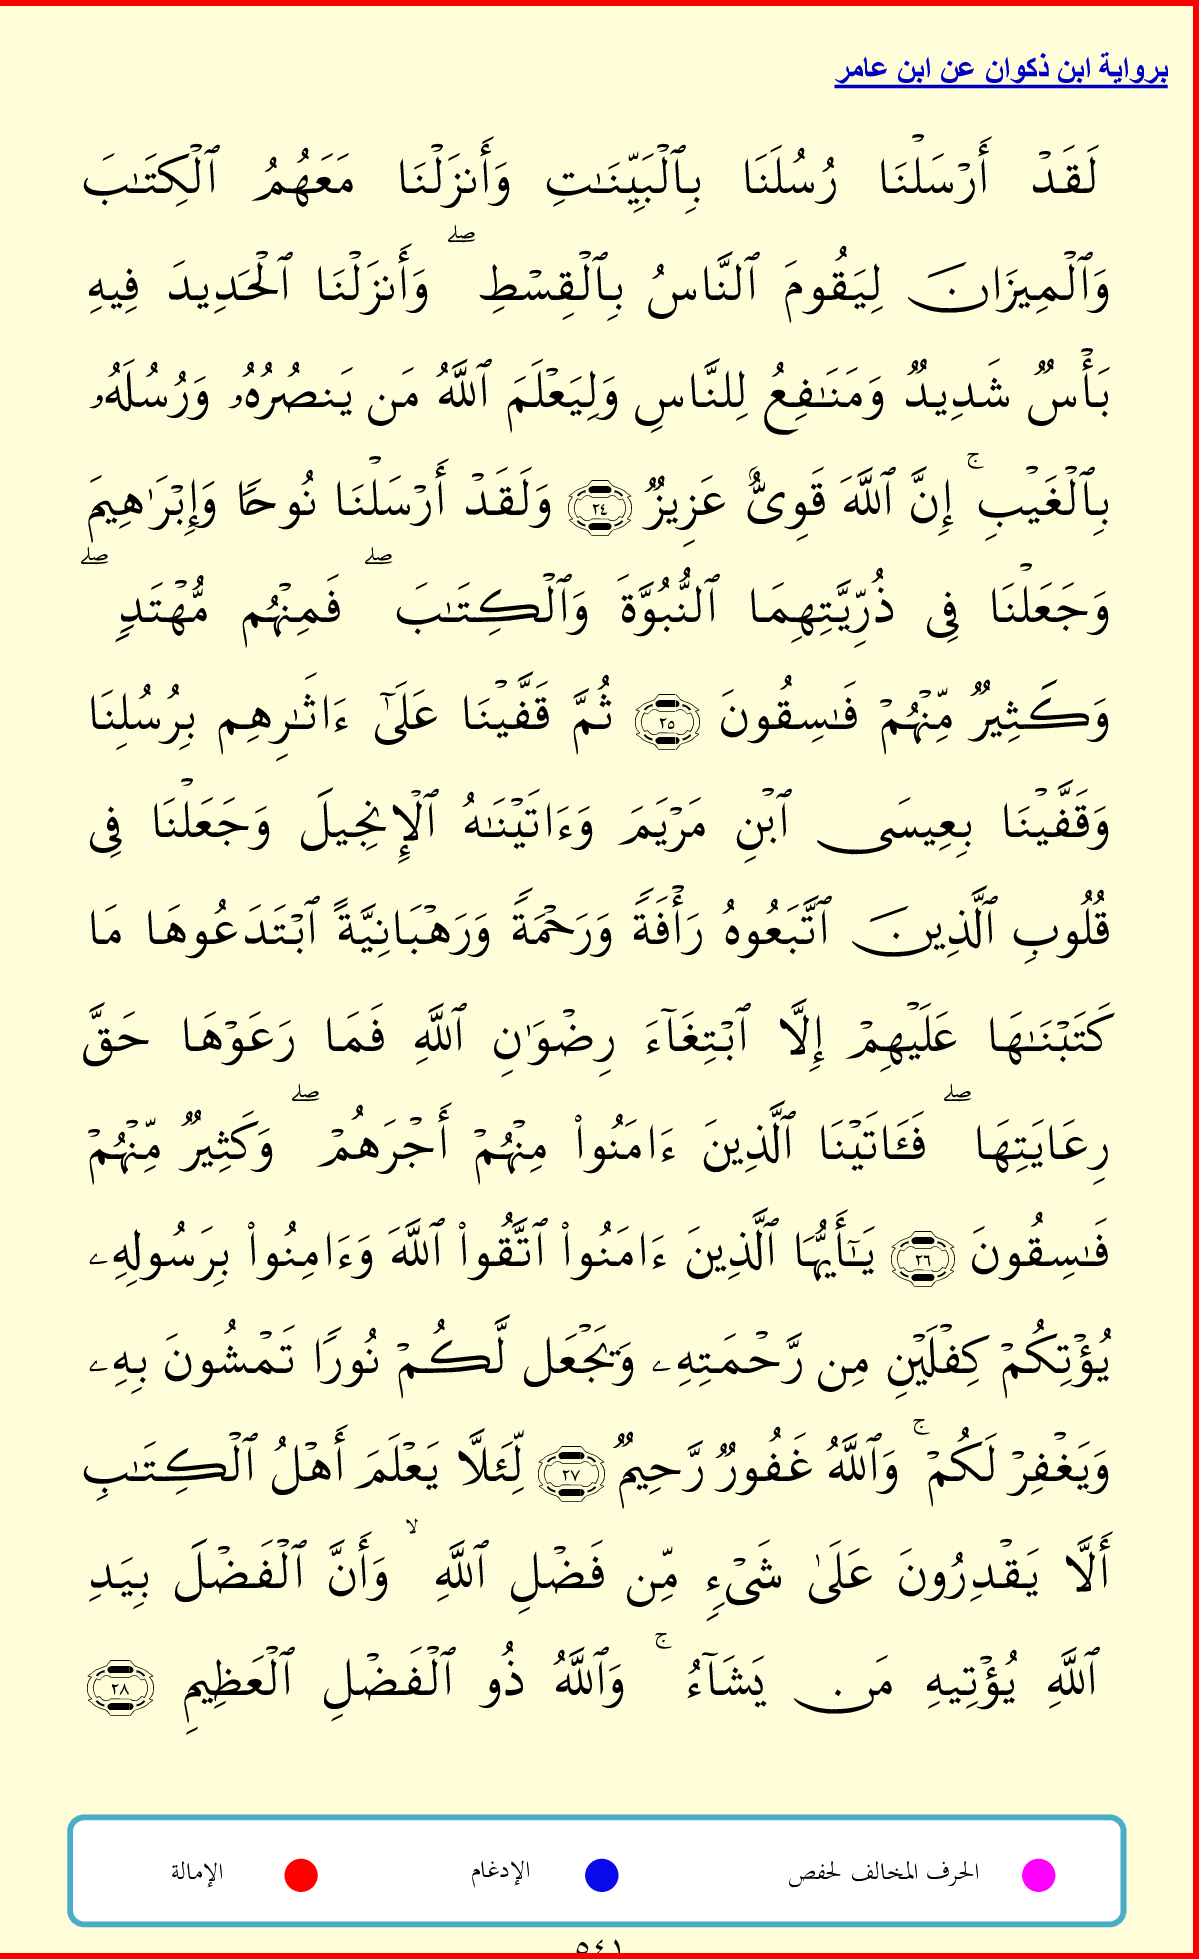 برواية ابن ذكوان عن ابن عامر
لَقَدْ أَرْسَلْنَا رُسُلَنَا بِٱلْبَيِّنَـٰتِ وَأَنزَلْنَا مَعَهُمُ ٱلْكِتَـٰبَ
وَٱلْمِيزَانَ لِيَقُومَ ٱلنَّاسُ بِٱلْقِسْطِ ۖ وَأَنزَلْنَا ٱلْحَدِيدَ فِيهِ
بَأْسٌ شَدِيدٌ وَمَنَـٰفِعُ لِلنَّاسِ وَلِيَعْلَمَ ٱللَّهُ مَن يَنصُرُهُۥ وَرُسُلَهُۥ
بِٱلْغَيْبِ ۚ إِنَّ ٱللَّهَ قَوِىٌّ عَزِيزٌ ٢٤ وَلَقَدْ أَرْسَلْنَا نُوحًا وَإِبْرَٰهِيمَ
وَجَعَلْنَا فِى ذُرِّيَّتِهِمَا ٱلنُّبُوَّةَ وَٱلْكِتَـٰبَ ۖ فَمِنْهُم مُّهْتَدٍ ۖ
وَكَثِيرٌ مِّنْهُمْ فَـٰسِقُونَ ٢٥ ثُمَّ قَفَّيْنَا عَلَىٰٓ ءَاثَـٰرِهِم بِرُسُلِنَا
وَقَفَّيْنَا بِعِيسَى ٱبْنِ مَرْيَمَ وَءَاتَيْنَـٰهُ ٱلْإِنجِيلَ وَجَعَلْنَا فِى
قُلُوبِ ٱلَّذِينَ ٱتَّبَعُوهُ رَأْفَةً وَرَحْمَةً وَرَهْبَانِيَّةً ٱبْتَدَعُوهَا مَا
كَتَبْنَـٰهَا عَلَيْهِمْ إِلَّا ٱبْتِغَآءَ رِضْوَٰنِ ٱللَّهِ فَمَا رَعَوْهَا حَقَّ
رِعَايَتِهَا ۖ فَـَٔاتَيْنَا ٱلَّذِينَ ءَامَنُوا۟ مِنْهُمْ أَجْرَهُمْ ۖ وَكَثِيرٌ مِّنْهُمْ
فَـٰسِقُونَ ٢٦ يَـٰٓأَيُّهَا ٱلَّذِينَ ءَامَنُوا۟ ٱتَّقُوا۟ ٱللَّهَ وَءَامِنُوا۟ بِرَسُولِهِۦ
يُؤْتِكُمْ كِفْلَيْنِ مِن رَّحْمَتِهِۦ وَيَجْعَل لَّكُمْ نُورًا تَمْشُونَ بِهِۦ
وَيَغْفِرْ لَكُمْ ۚ وَٱللَّهُ غَفُورٌ رَّحِيمٌ ٢٧ لِّئَلَّا يَعْلَمَ أَهْلُ ٱلْكِتَـٰبِ
أَلَّا يَقْدِرُونَ عَلَىٰ شَىْءٍ مِّن فَضْلِ ٱللَّهِ ۙ وَأَنَّ ٱلْفَضْلَ بِيَدِ
ٱللَّهِ يُؤْتِيهِ مَن يَشَآءُ ۚ وَٱللَّهُ ذُو ٱلْفَضْلِ ٱلْعَظِيمِ ٢٨
الحرف المخالف لحفص الإدغام الإمالة
٥٤١